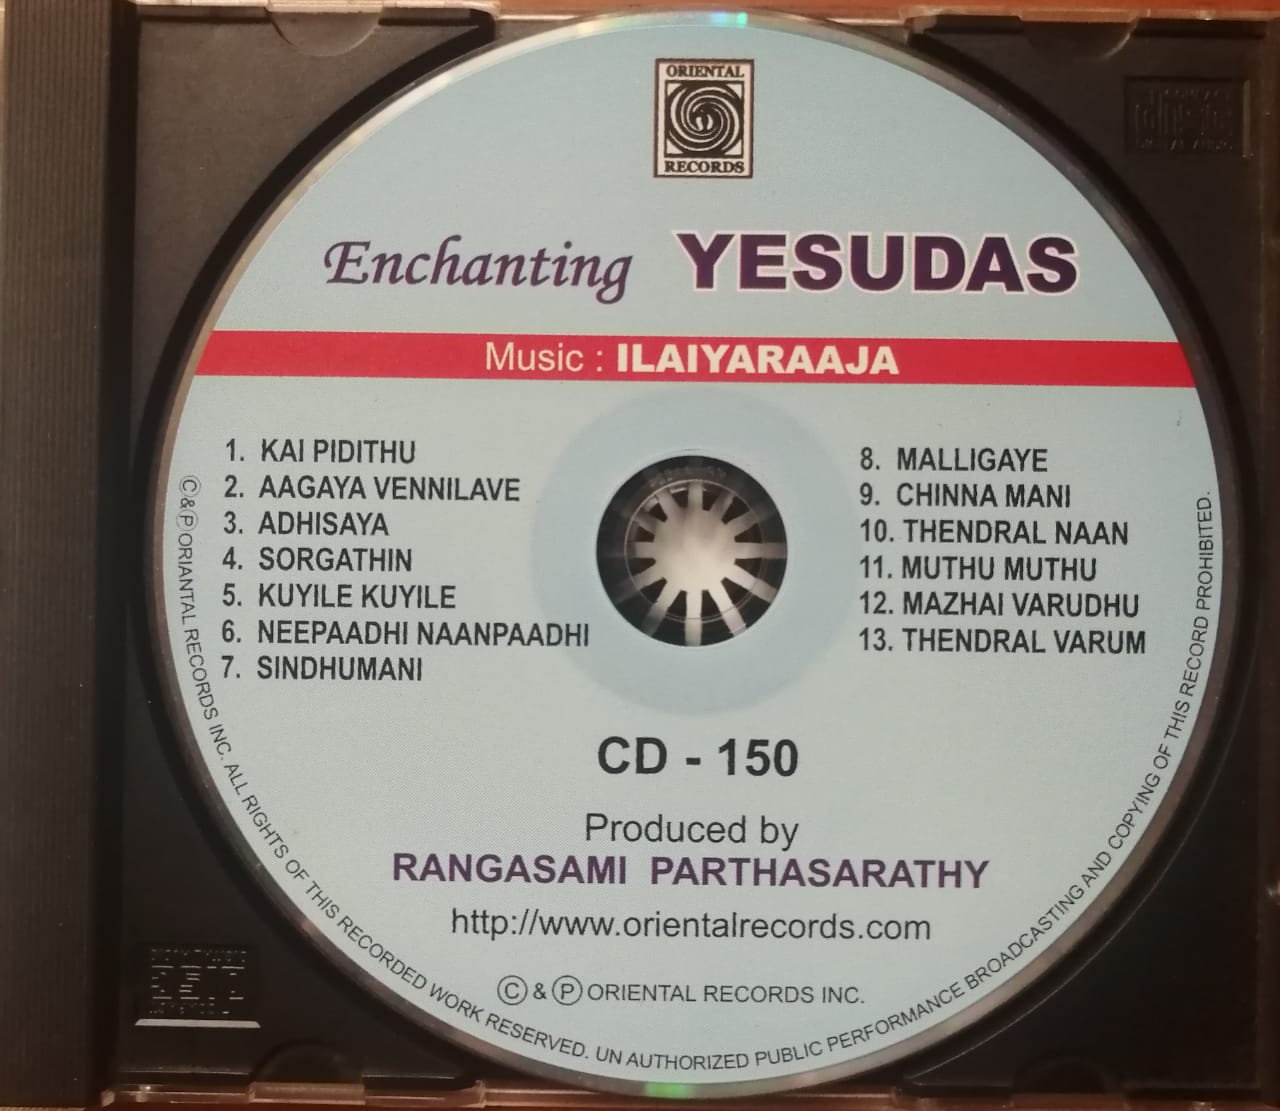 ORIENTAL
RECORDS
Enchanting YESUDAS
Music : ILAIYARAAJA
1. KAI PIDITHU
2. AAGAYA VENNILAVE
3. ADHISAYA
4. SORGATHIN
5. KUYILE KUYILE
6. NEEPAADHI NAANPAADHI
7. SINDHUMANI
8. MALLIGAYE
9. CHINNA MANI
10. THENDRAL NAAN
11. MUTHU MUTHU
12. MAZHAI VARUDHU
13. THENDRAL VARUM
CD - 150
Produced by
RANGASAMI PARTHASARATHY
http://www.orientalrecords.com
Ⓒ & Ⓟ ORIENTAL RECORDS INC.
Ⓒ & Ⓟ ORIANTAL RECORDS INC. ALL RIGHTS OF THIS RECORDED WORK RESERVED. UN AUTHORIZED PUBLIC PERFORMANCE BROADCASTING AND COPYING OF THIS RECORD PROHIBITED.